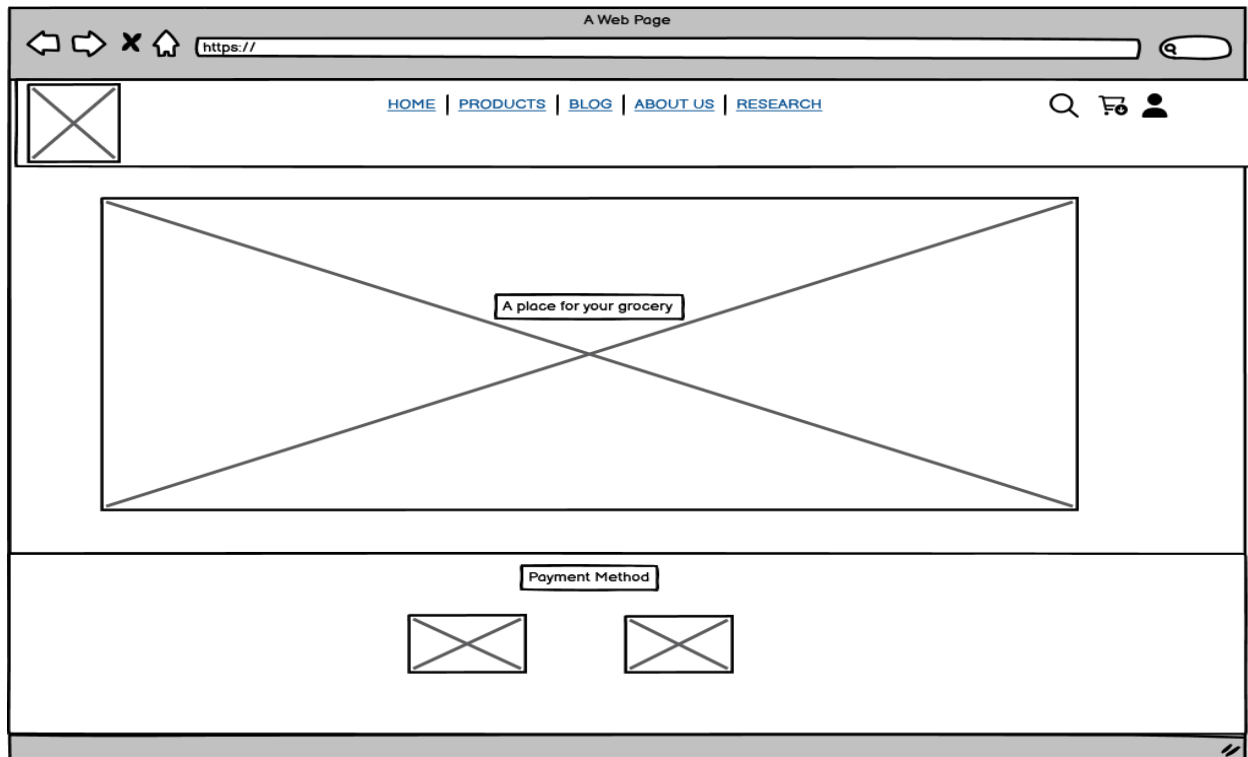 A Web Page
https://
HOME | PRODUCTS | BLOG | ABOUT US | RESEARCH
A place for your grocery
Payment Method